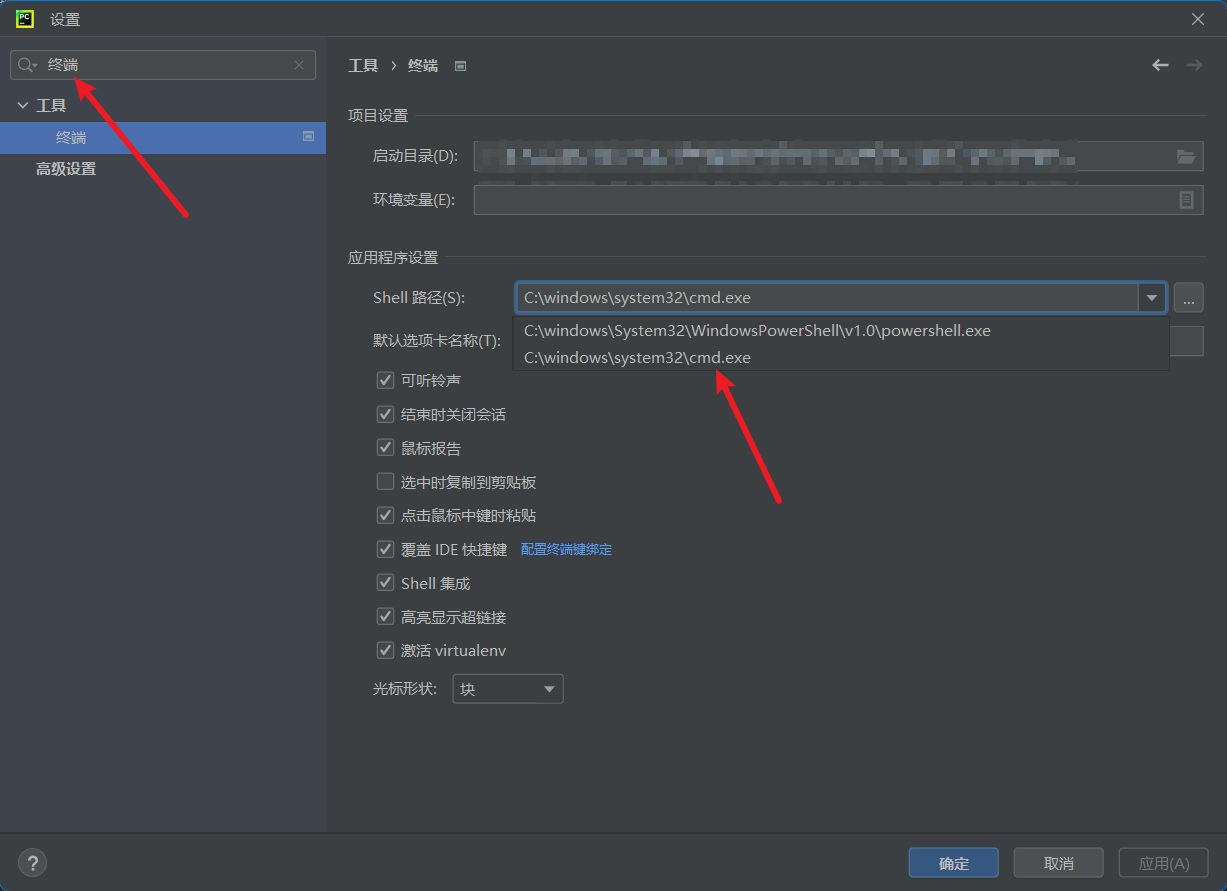 PC
设置
终端
工具
终端
高级设置
工具 › 终端
项目设置
启动目录(D):
环境变量(E):
应用程序设置
Shell 路径(S): C:\windows\system32\cmd.exe ...
C:\windows\System32\WindowsPowerShell\v1.0\powershell.exe
默认选项卡名称(T):
C:\windows\system32\cmd.exe
可听铃声
结束时关闭会话
鼠标报告
选中时复制到剪贴板
点击鼠标中键时粘贴
覆盖 IDE 快捷键 配置终端键绑定
Shell 集成
高亮显示超链接
激活 virtualenv
光标形状: 块
? 确定 取消 应用(A)